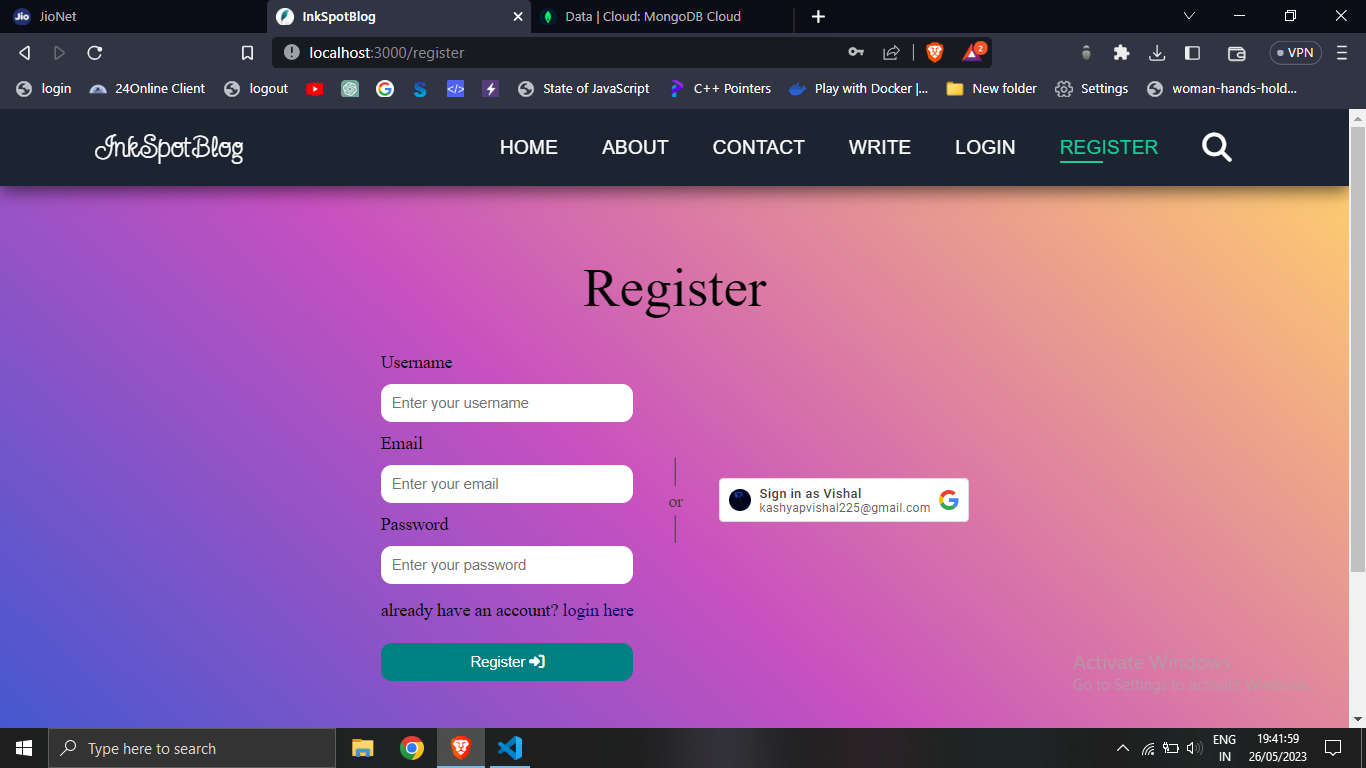 JioNet
InkSpotBlog
Data | Cloud: MongoDB Cloud
localhost:3000/register
2
VPN
login
24Online Client
logout
State of JavaScript
C++ Pointers
Play with Docker |...
New folder
Settings
woman-hands-hold...
InkSpotBlog
HOME
ABOUT
CONTACT
WRITE
LOGIN
REGISTER
Register
Username
Enter your username
Email
Enter your email
Password
Enter your password
already have an account? login here
Register
or
Sign in as Vishal
kashyapvishal225@gmail.com
Activate Windows
Go to Settings to activate Windows.
Type here to search
ENG
IN
19:41:59
26/05/2023